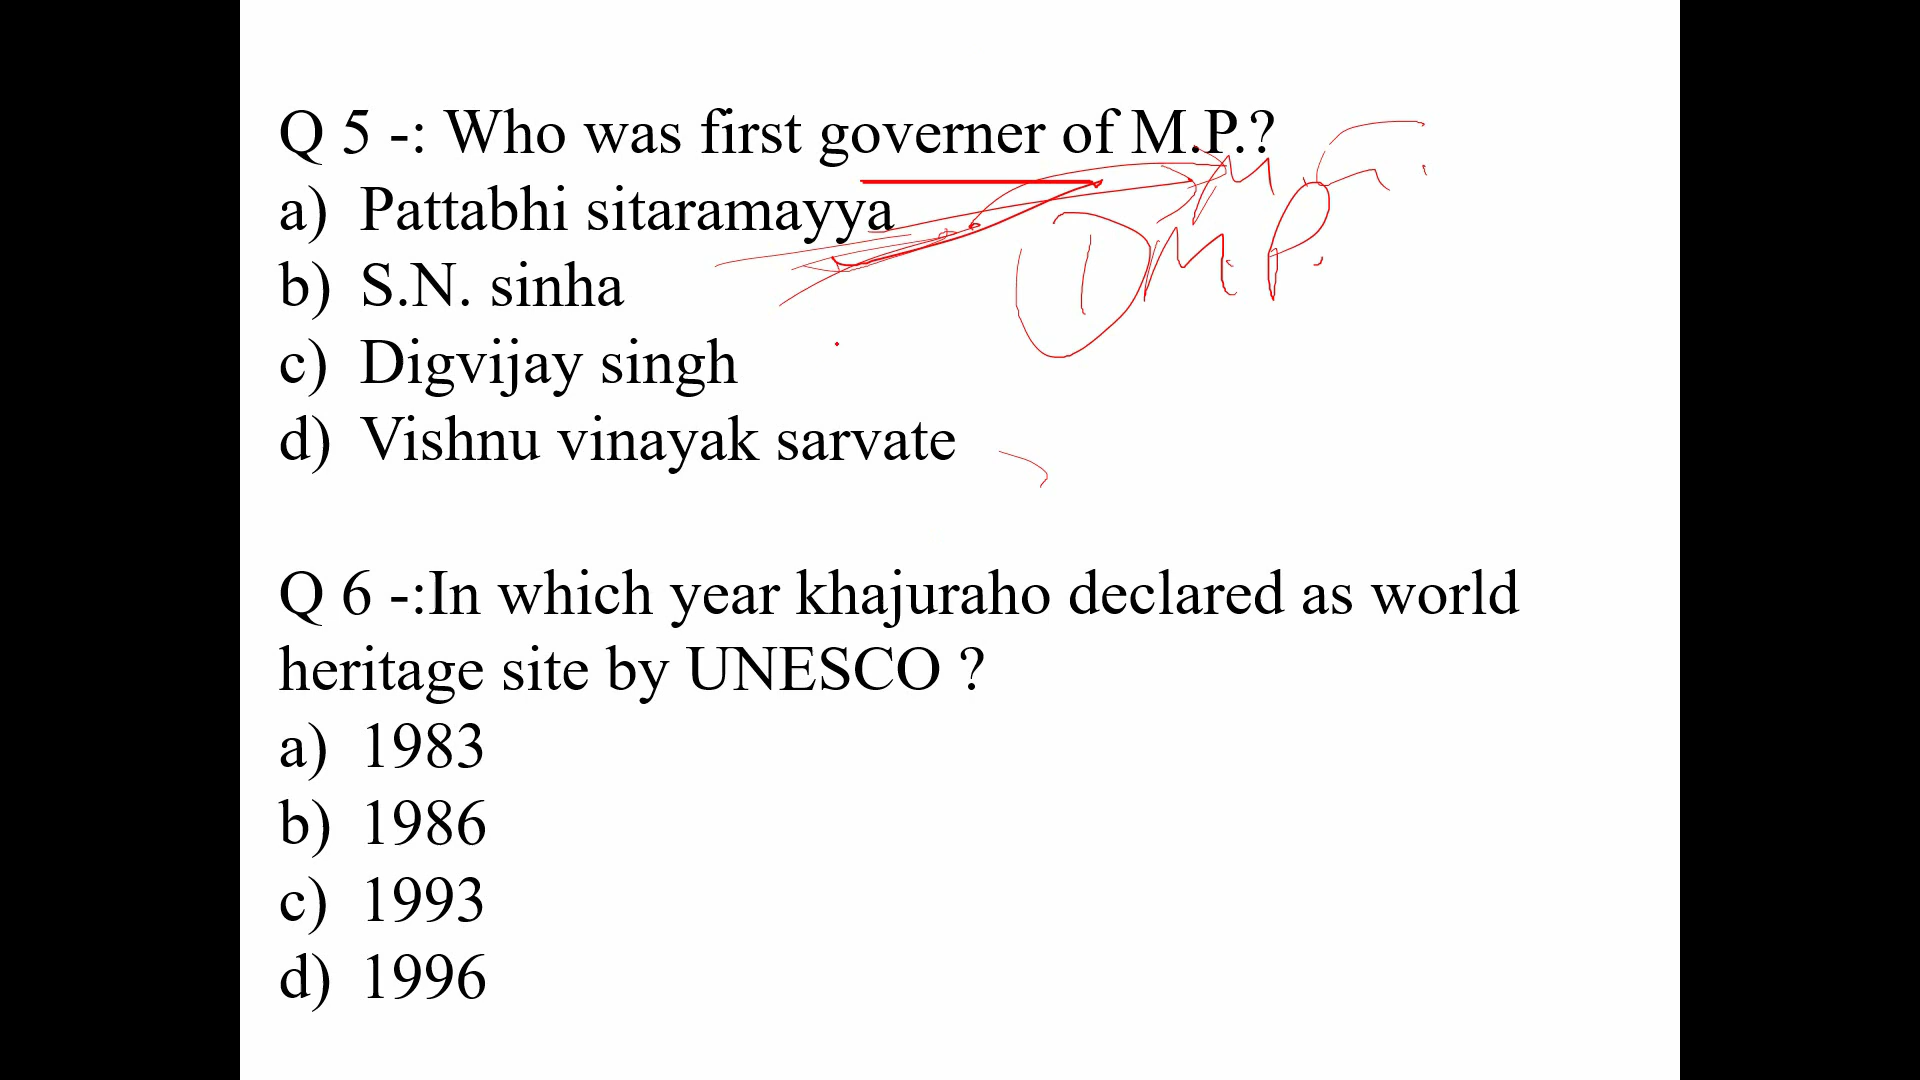 Q 5 -: Who was first governer of M.P.?
a) Pattabhi sitaramayya
b) S.N. sinha
c) Digvijay singh
d) Vishnu vinayak sarvate
M.P.
Q 6 -:In which year khajuraho declared as world
heritage site by UNESCO ?
a) 1983
b) 1986
c) 1993
d) 1996